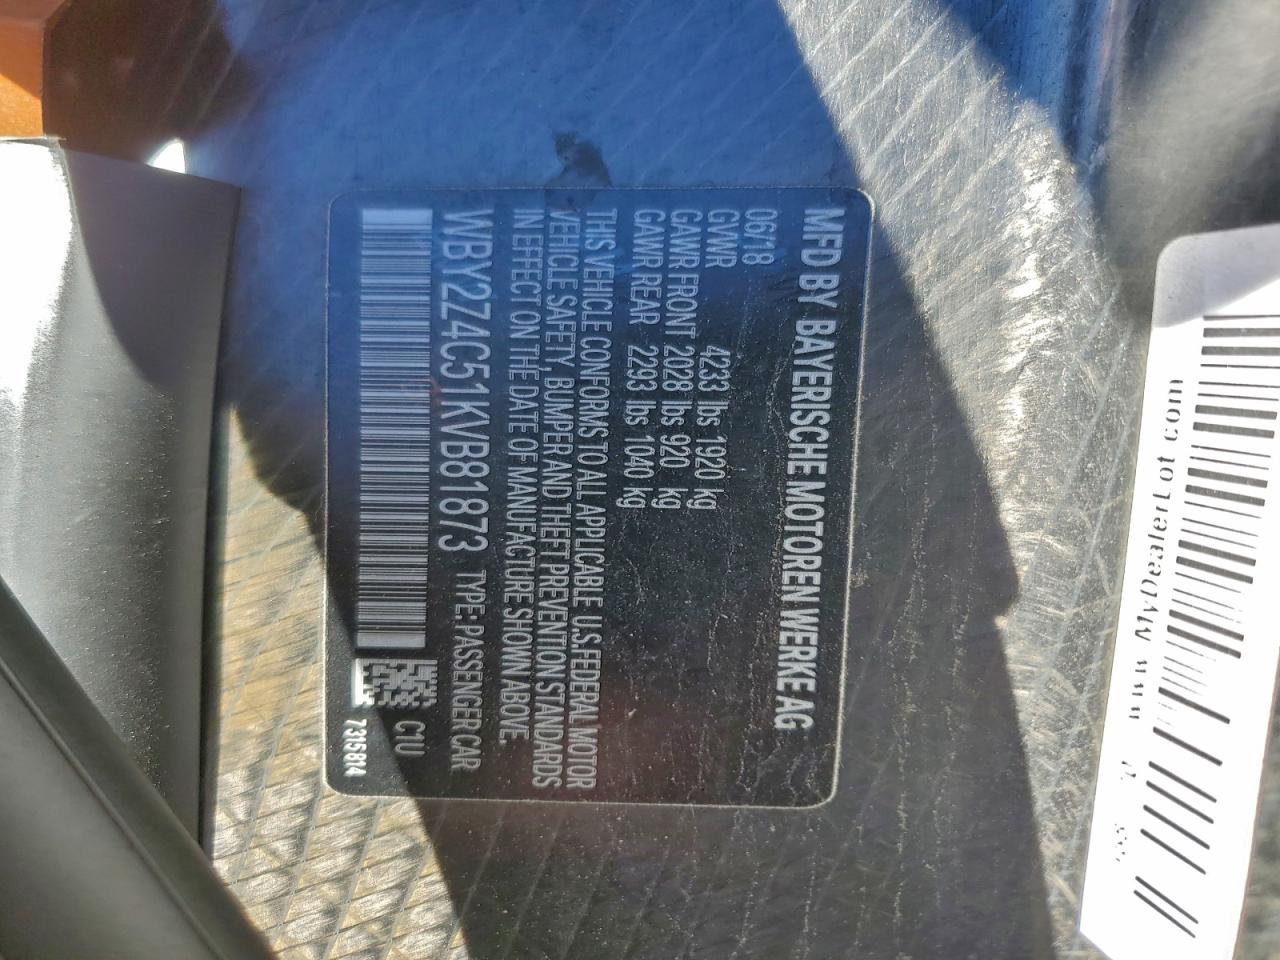 MFD BY BAYERISCHE MOTOREN WERKE AG
06/18
GVWR 4233 lbs 1920 kg
GAWR FRONT 2028 lbs 920 kg
GAWR REAR 2293 lbs 1040 kg
THIS VEHICLE CONFORMS TO ALL APPLICABLE U.S.FEDERAL MOTOR
VEHICLE SAFETY, BUMPER AND THEFT PREVENTION STANDARDS
IN EFFECT ON THE DATE OF MANUFACTURE SHOWN ABOVE.
WBY2Z4C51KVB81873 TYPE: PASSENGER CAR
C1U
7315814
www.MyDealerLot.com